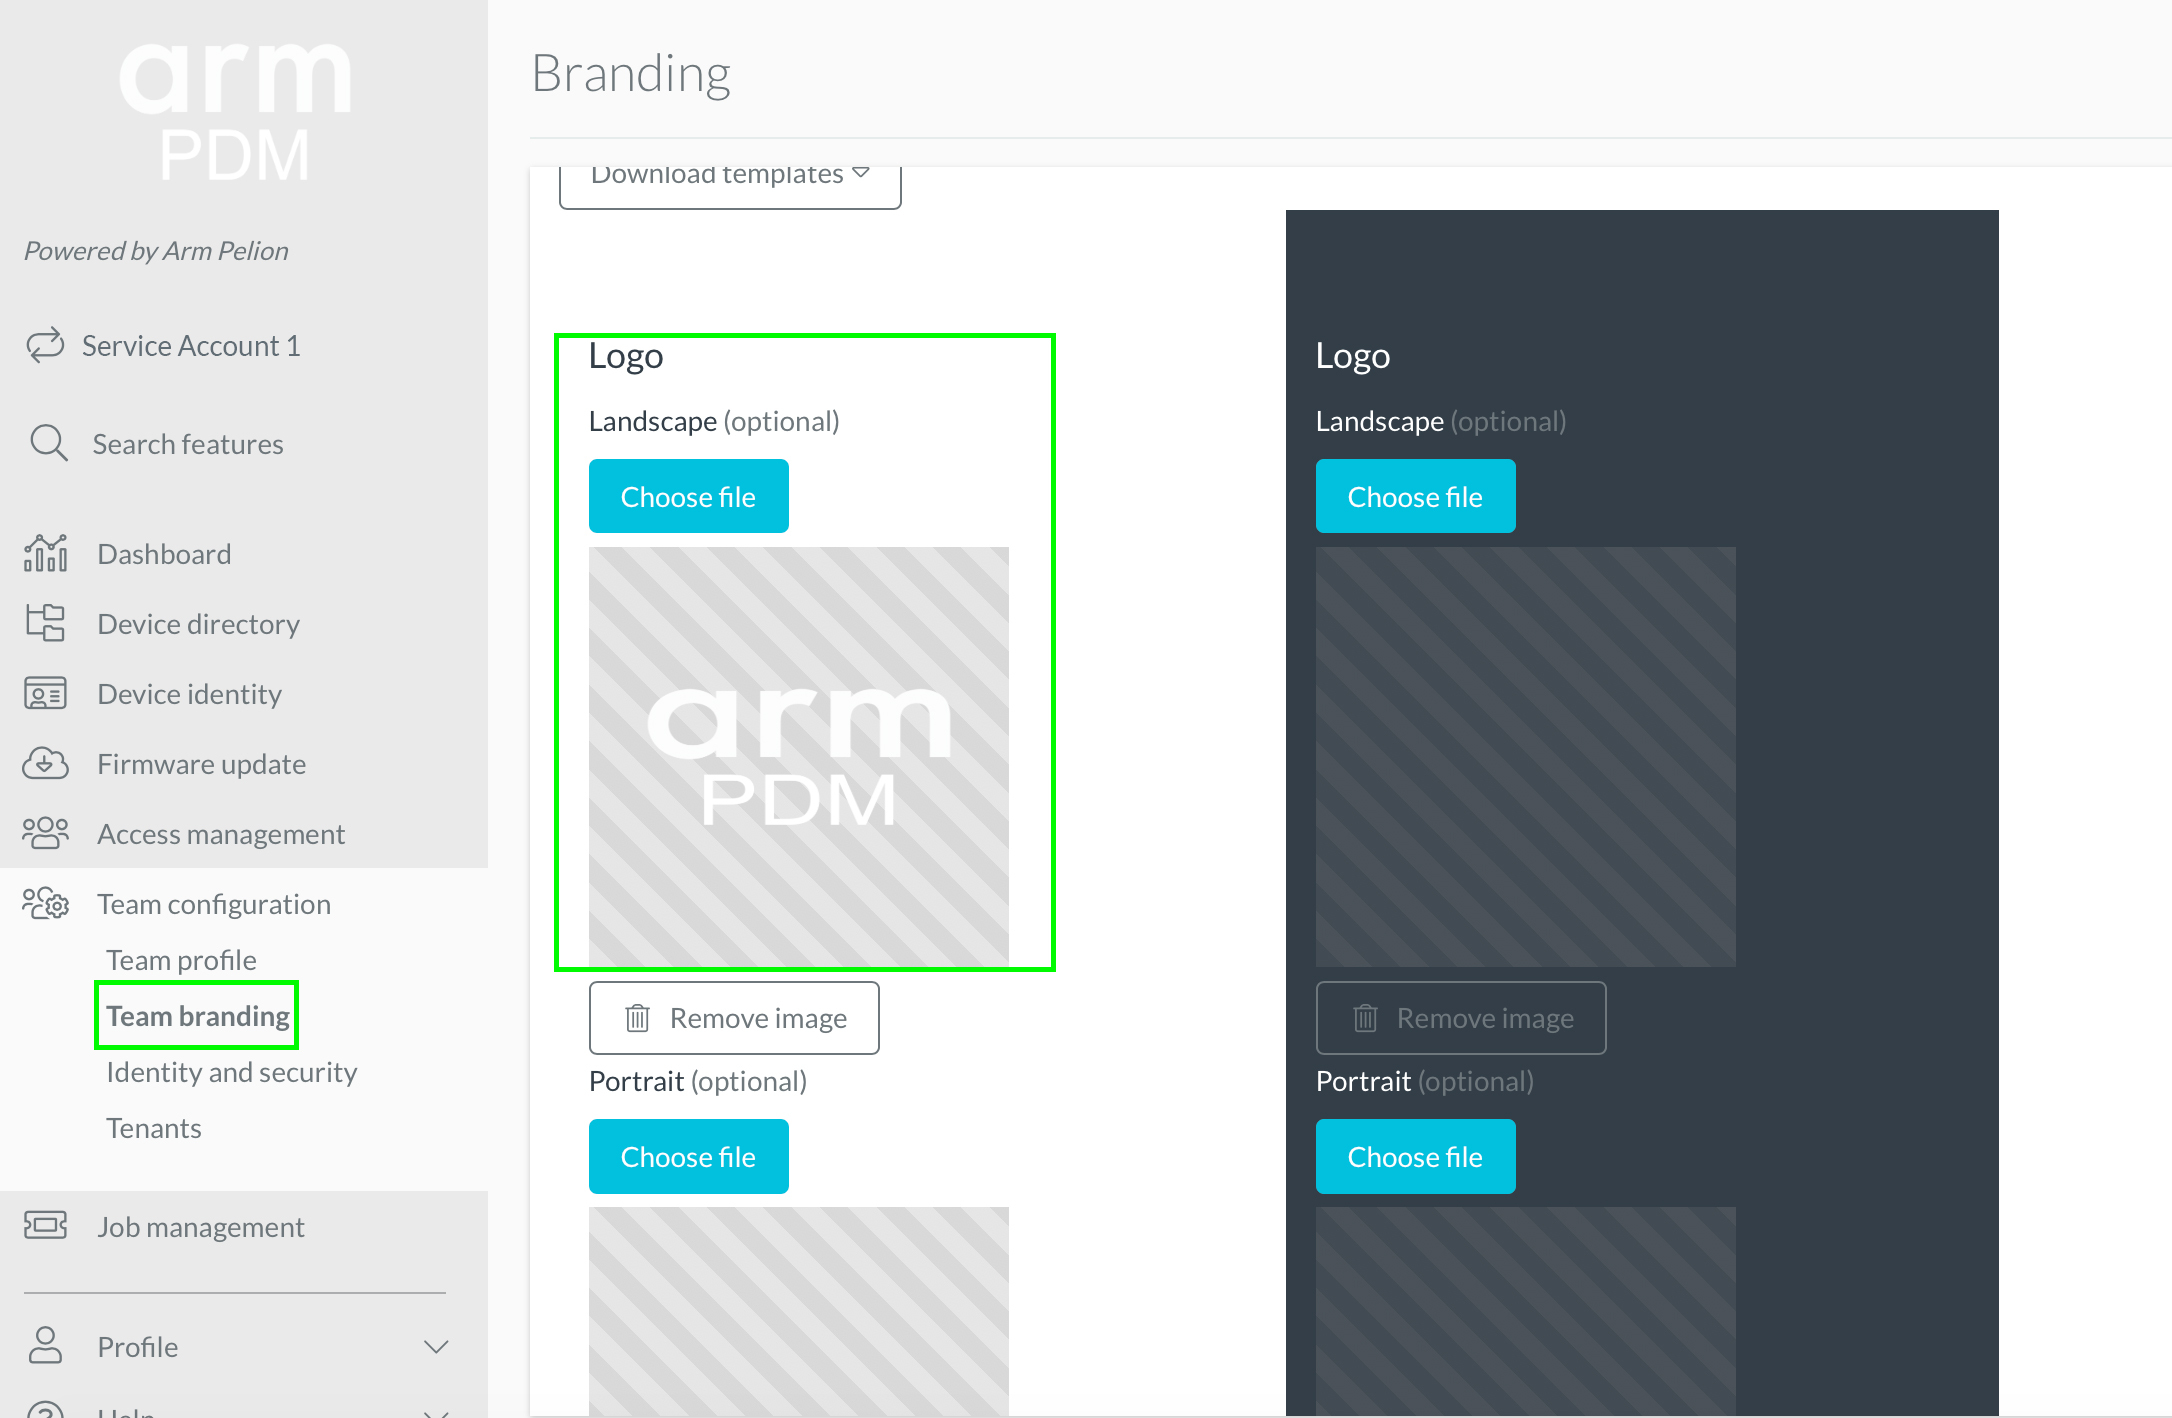 arm
PDM
Powered by Arm Pelion
Service Account 1
Search features
Dashboard
Device directory
Device identity
Firmware update
Access management
Team configuration
Team profile
Team branding
Identity and security
Tenants
Job management
Profile
Help
Branding
Download templates
Logo
Landscape (optional)
Choose file
arm
PDM
Remove image
Portrait (optional)
Choose file
Logo
Landscape (optional)
Choose file
Remove image
Portrait (optional)
Choose file